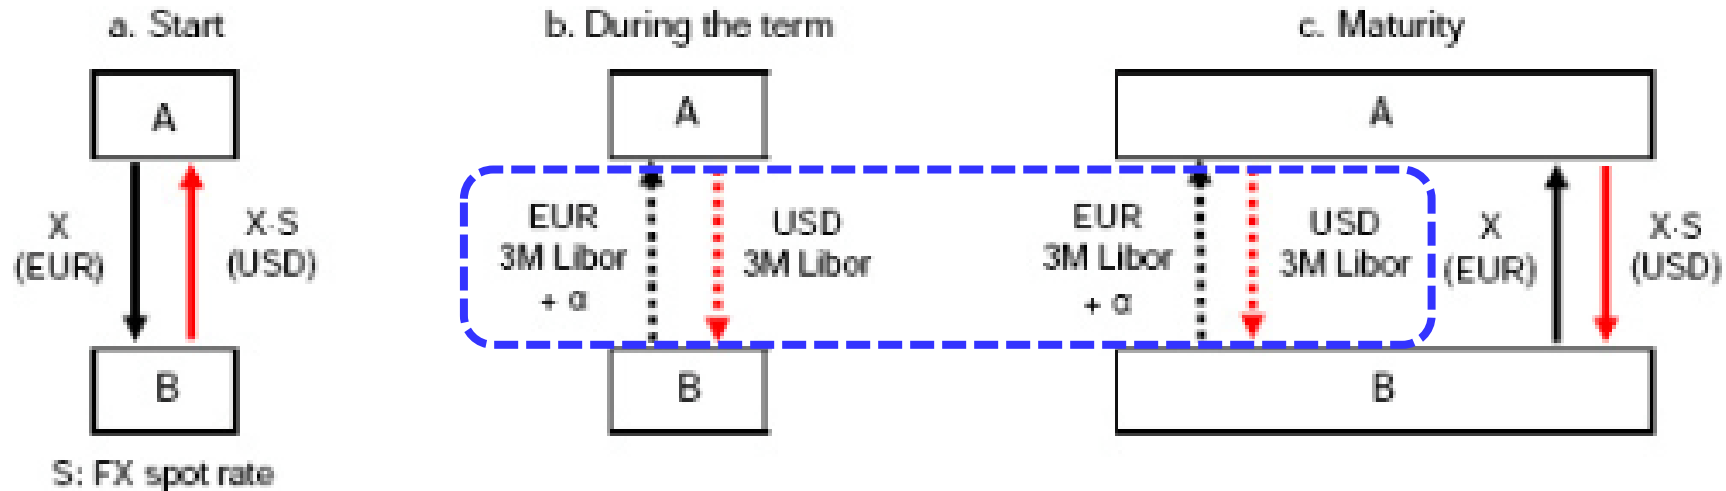 a. Start
b. During the term
c. Maturity
A
A
A
X
(EUR)
X·S
(USD)
EUR
3M Libor
+ α
USD
3M Libor
EUR
3M Libor
+ α
USD
3M Libor
X
(EUR)
X·S
(USD)
B
B
B
S: FX spot rate